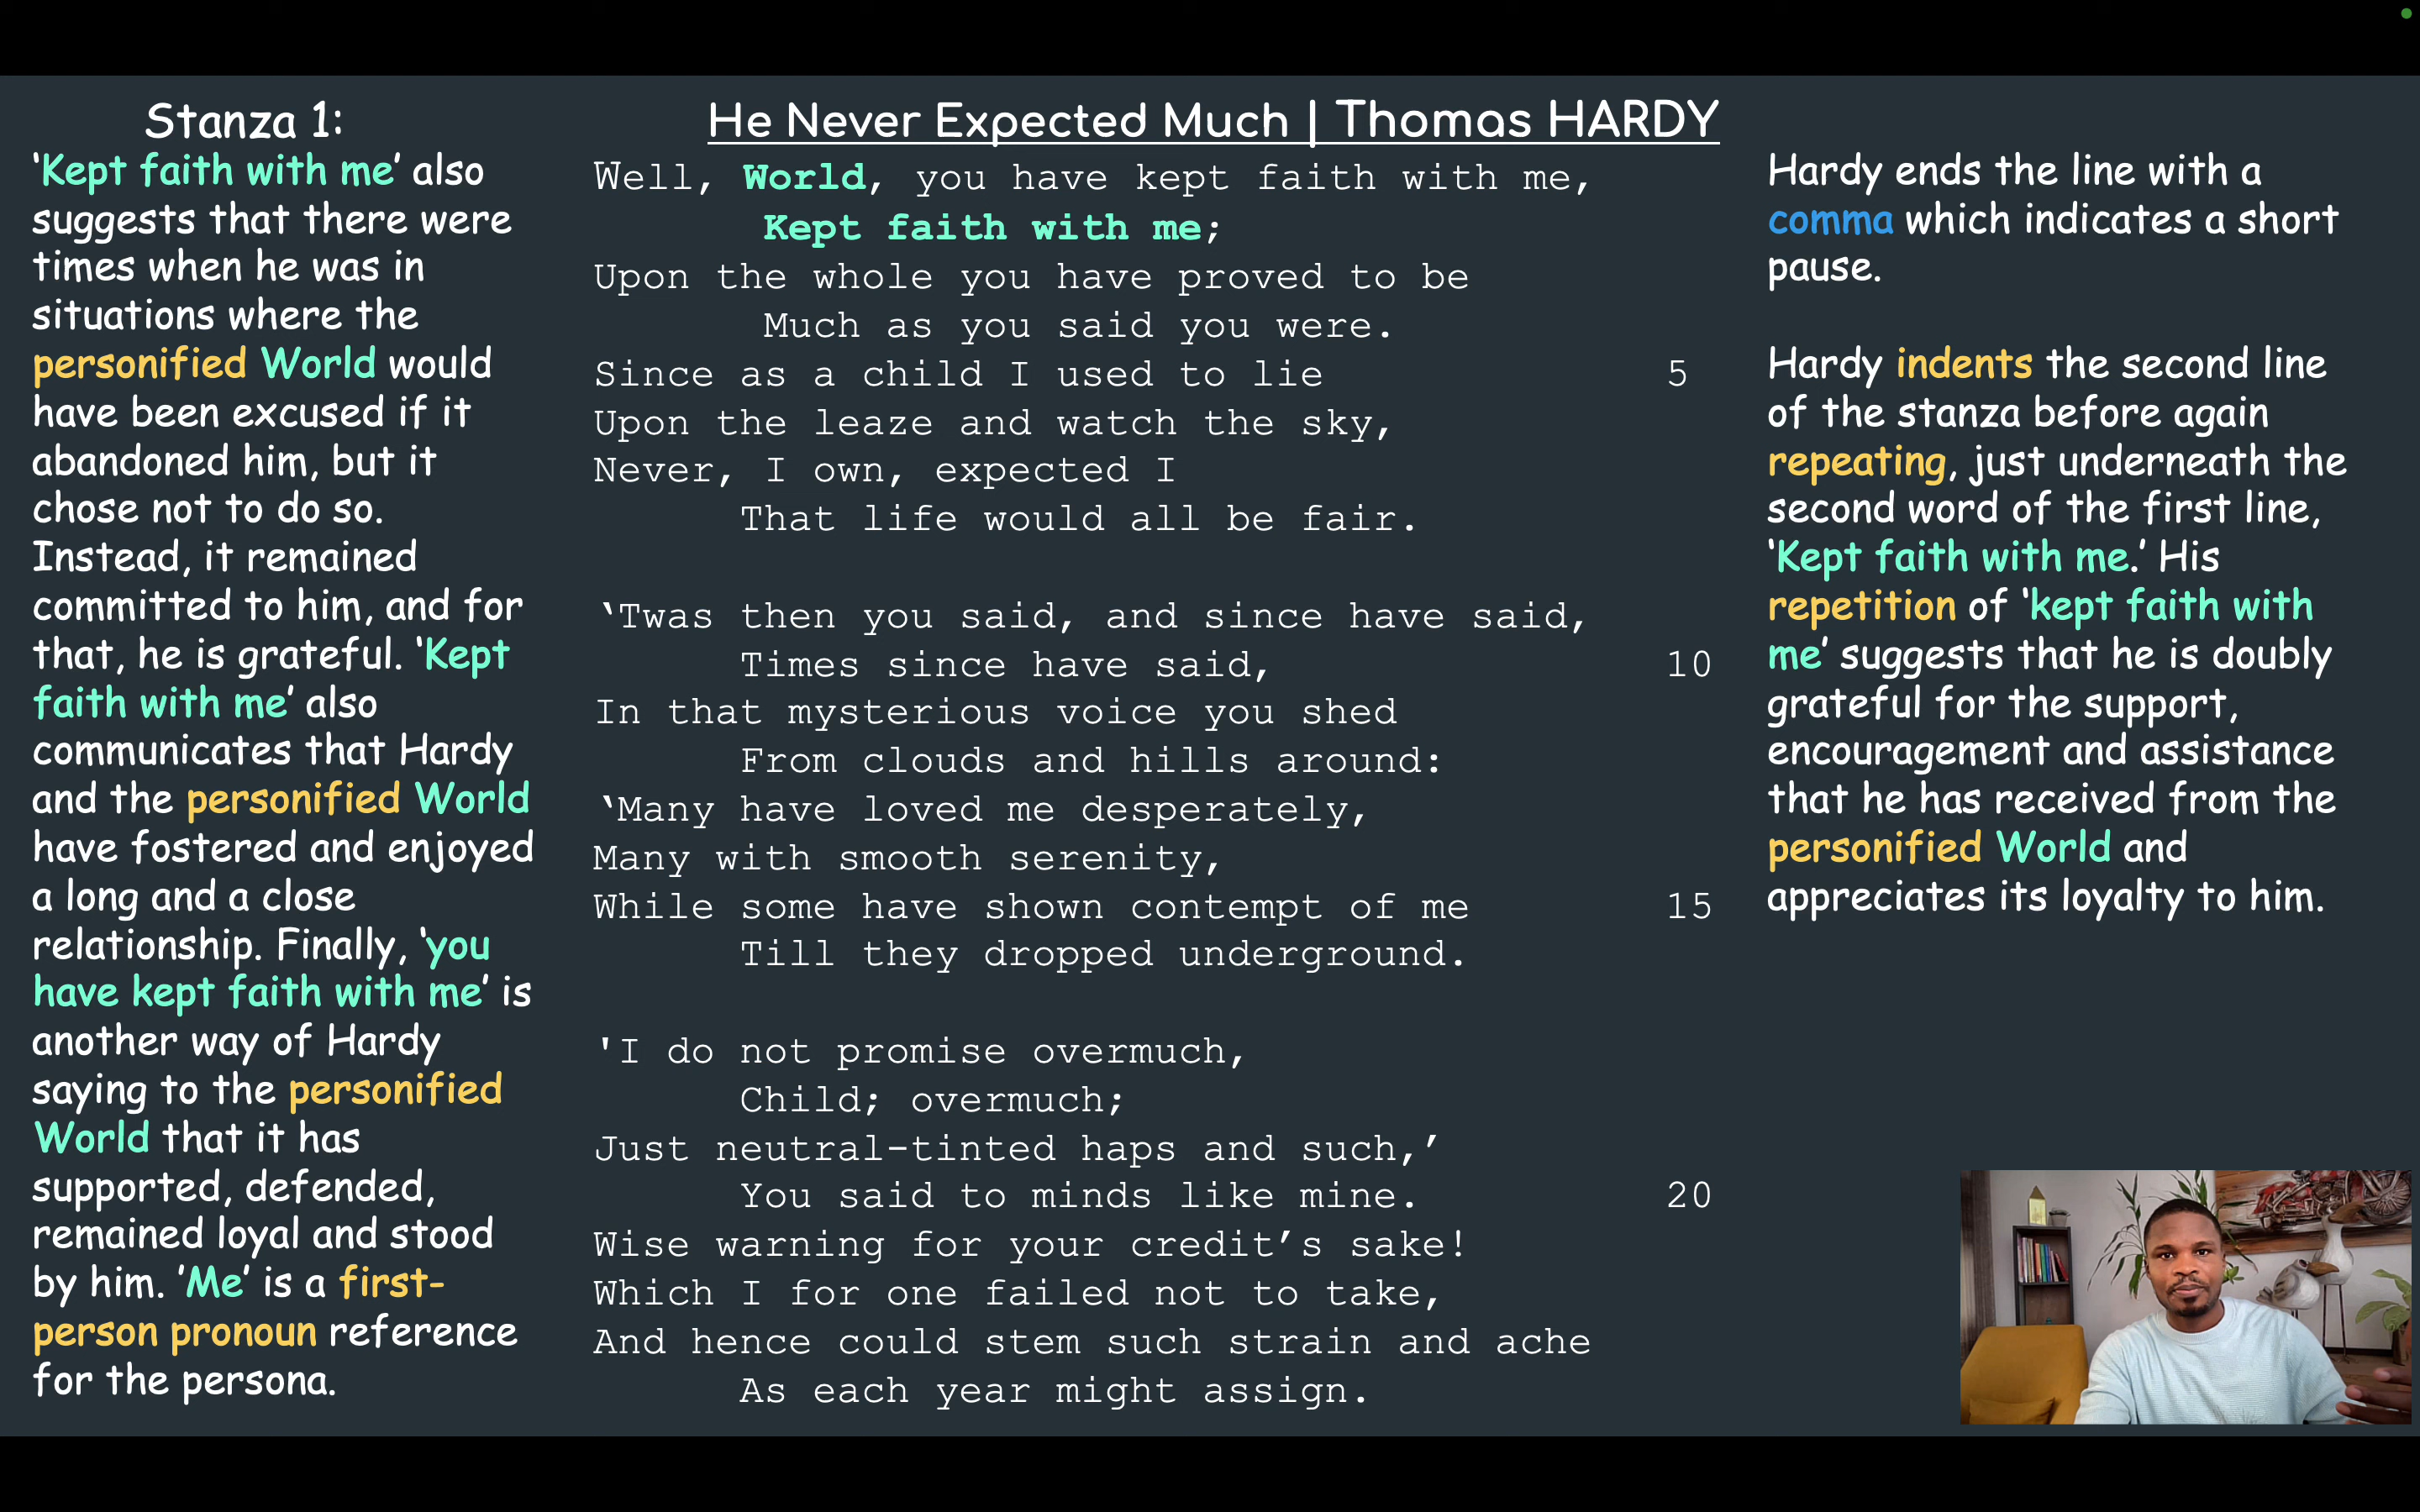 Stanza 1:
‘Kept faith with me’ also
suggests that there were
times when he was in
situations where the
personified World would
have been excused if it
abandoned him, but it
chose not to do so.
Instead, it remained
committed to him, and for
that, he is grateful. ‘Kept
faith with me’ also
communicates that Hardy
and the personified World
have fostered and enjoyed
a long and a close
relationship. Finally, ‘you
have kept faith with me’ is
another way of Hardy
saying to the personified
World that it has
supported, defended,
remained loyal and stood
by him. ’Me’ is a first-
person pronoun reference
for the persona.
He Never Expected Much | Thomas HARDY
Well, World, you have kept faith with me,
Kept faith with me;
Upon the whole you have proved to be
Much as you said you were.
Since as a child I used to lie 5
Upon the leaze and watch the sky,
Never, I own, expected I
That life would all be fair.
‘Twas then you said, and since have said,
Times since have said, 10
In that mysterious voice you shed
From clouds and hills around:
‘Many have loved me desperately,
Many with smooth serenity,
While some have shown contempt of me 15
Till they dropped underground.
'I do not promise overmuch,
Child; overmuch;
Just neutral-tinted haps and such,’
You said to minds like mine. 20
Wise warning for your credit’s sake!
Which I for one failed not to take,
And hence could stem such strain and ache
As each year might assign.
Hardy ends the line with a
comma which indicates a short
pause.
Hardy indents the second line
of the stanza before again
repeating, just underneath the
second word of the first line,
‘Kept faith with me.’ His
repetition of ‘kept faith with
me’ suggests that he is doubly
grateful for the support,
encouragement and assistance
that he has received from the
personified World and
appreciates its loyalty to him.